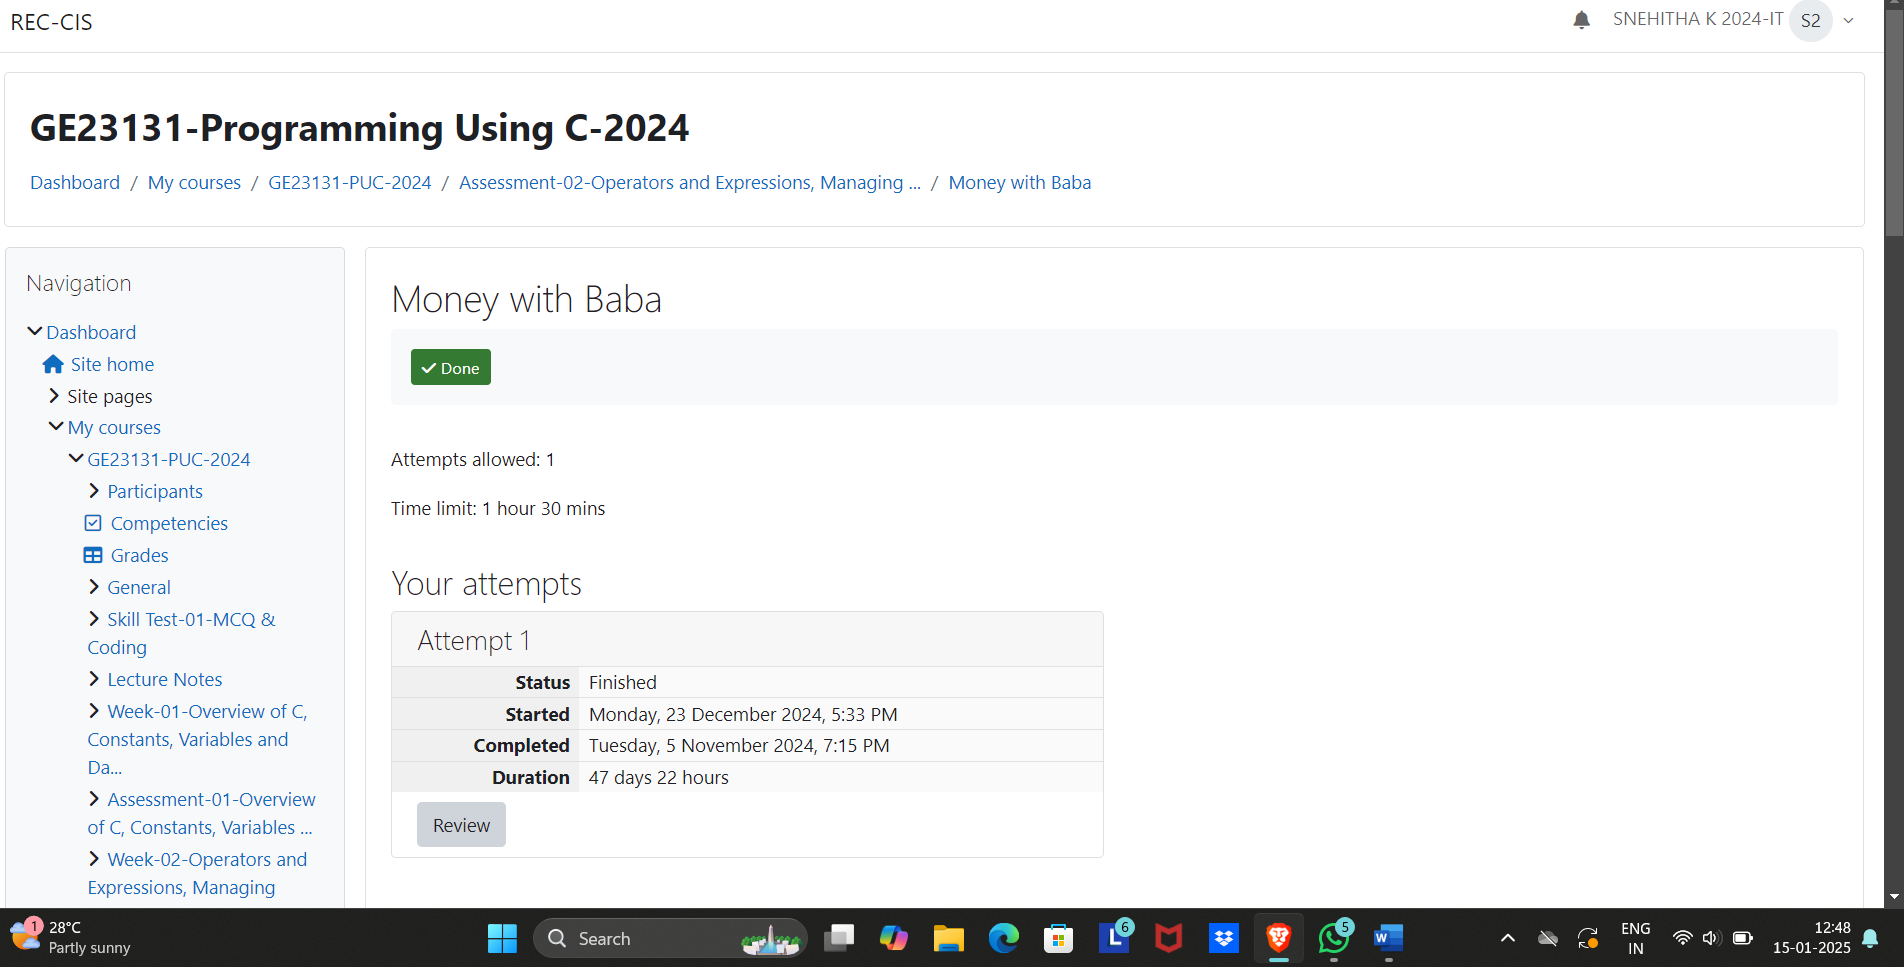 REC-CIS
SNEHITHA K 2024-IT S2
GE23131-Programming Using C-2024
Dashboard / My courses / GE23131-PUC-2024 / Assessment-02-Operators and Expressions, Managing ... / Money with Baba
Navigation
Dashboard
Site home
Site pages
My courses
GE23131-PUC-2024
Participants
Competencies
Grades
General
Skill Test-01-MCQ &
Coding
Lecture Notes
Week-01-Overview of C,
Constants, Variables and
Da...
Assessment-01-Overview
of C, Constants, Variables ...
Week-02-Operators and
Expressions, Managing
Money with Baba
Done
Attempts allowed: 1
Time limit: 1 hour 30 mins
Your attempts
Attempt 1
Status Finished
Started Monday, 23 December 2024, 5:33 PM
Completed Tuesday, 5 November 2024, 7:15 PM
Duration 47 days 22 hours
Review
1
28°C
Partly sunny
Search
L
6
5
W
ENG
IN
12:48
15-01-2025